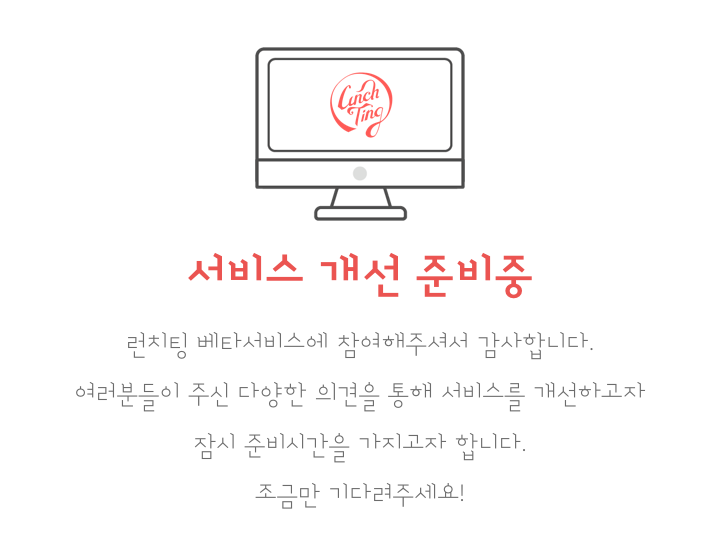 Lunch
Ting
서비스 개선 준비중
런치팅 베타서비스에 참여해주셔서 감사합니다.
여러분들이 주신 다양한 의견을 통해 서비스를 개선하고자
잠시 준비시간을 가지고자 합니다.
조금만 기다려주세요!